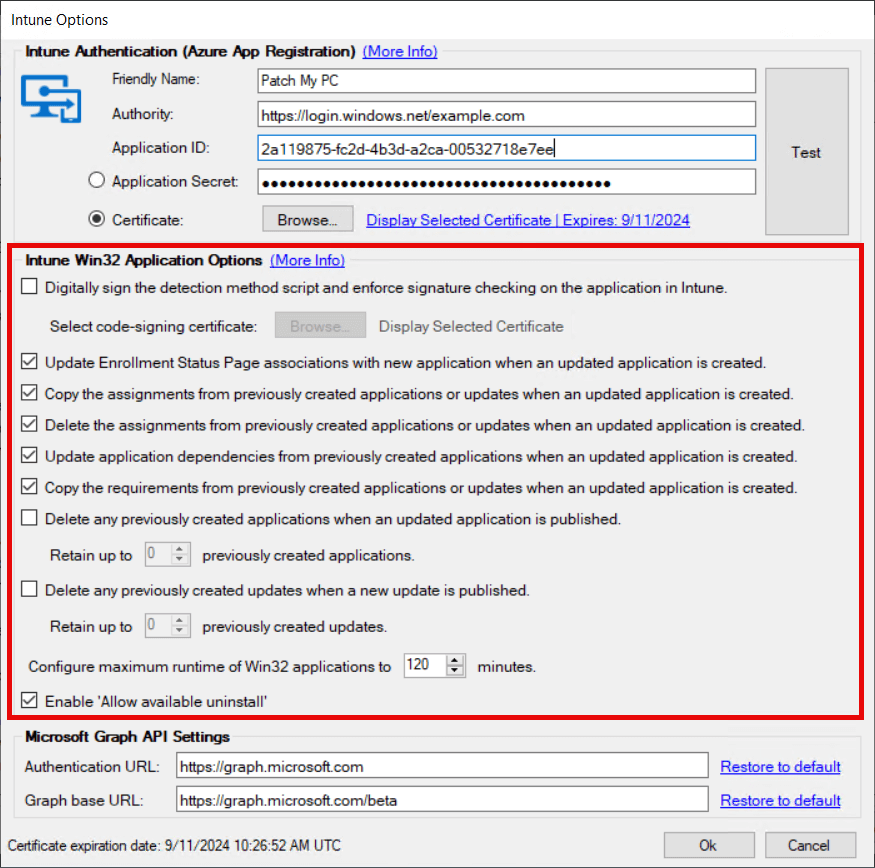 Intune Options
Intune Authentication (Azure App Registration) (More Info)
Friendly Name: Patch My PC
Authority: https://login.windows.net/example.com
Application ID: 2a119875-fc2d-4b3d-a2ca-00532718e7ee
Test
Application Secret: ●●●●●●●●●●●●●●●●●●●●●●●●●●●●●●●●●●●●●●●●
Certificate: Browse... Display Selected Certificate | Expires: 9/11/2024
Intune Win32 Application Options (More Info)
Digitally sign the detection method script and enforce signature checking on the application in Intune.
Select code-signing certificate: Browse... Display Selected Certificate
Update Enrollment Status Page associations with new application when an updated application is created.
Copy the assignments from previously created applications or updates when an updated application is created.
Delete the assignments from previously created applications or updates when an updated application is created.
Update application dependencies from previously created applications when an updated application is created.
Copy the requirements from previously created applications or updates when an updated application is created.
Delete any previously created applications when an updated application is published.
Retain up to 0 previously created applications.
Delete any previously created updates when a new update is published.
Retain up to 0 previously created updates.
Configure maximum runtime of Win32 applications to 120 minutes.
Enable 'Allow available uninstall'
Microsoft Graph API Settings
Authentication URL: https://graph.microsoft.com Restore to default
Graph base URL: https://graph.microsoft.com/beta Restore to default
Certificate expiration date: 9/11/2024 10:26:52 AM UTC Ok Cancel